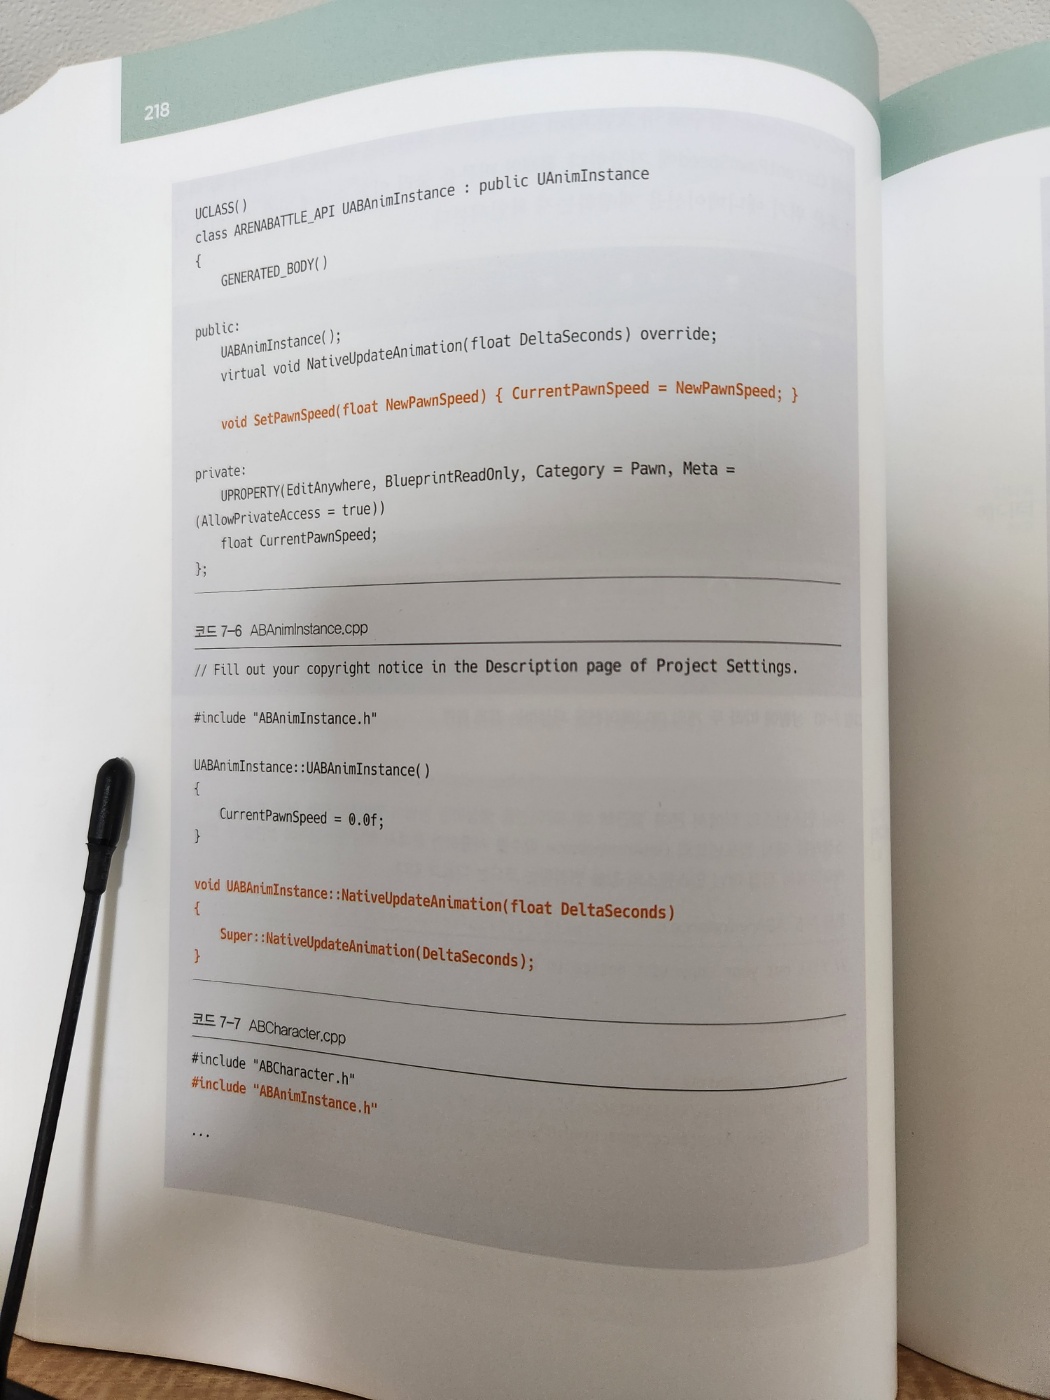 218
UCLASS()
class ARENABATTLE_API UABAnimInstance : public UAnimInstance
{
    GENERATED_BODY()

public:
    UABAnimInstance();
    virtual void NativeUpdateAnimation(float DeltaSeconds) override;

    void SetPawnSpeed(float NewPawnSpeed) { CurrentPawnSpeed = NewPawnSpeed; }

private:
    UPROPERTY(EditAnywhere, BlueprintReadOnly, Category = Pawn, Meta =
(AllowPrivateAccess = true))
    float CurrentPawnSpeed;
};
코드 7-6 ABAnimInstance.cpp
// Fill out your copyright notice in the Description page of Project Settings.

#include "ABAnimInstance.h"

UABAnimInstance::UABAnimInstance()
{
    CurrentPawnSpeed = 0.0f;
}

void UABAnimInstance::NativeUpdateAnimation(float DeltaSeconds)
{
    Super::NativeUpdateAnimation(DeltaSeconds);
}
코드 7-7 ABCharacter.cpp
#include "ABCharacter.h"
#include "ABAnimInstance.h"
...